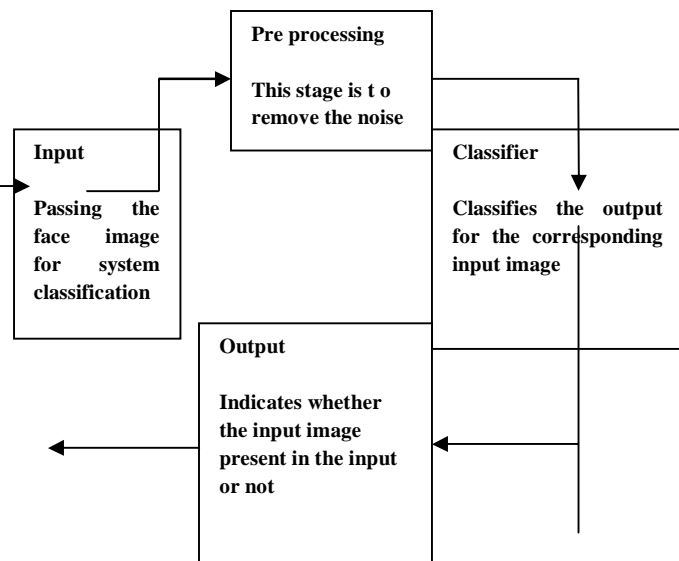 Pre processing
This stage is t o
remove the noise
Input
Passing the
face image
for system
classification
Classifier
Classifies the output
for the corresponding
input image
Output
Indicates whether
the input image
present in the input
or not